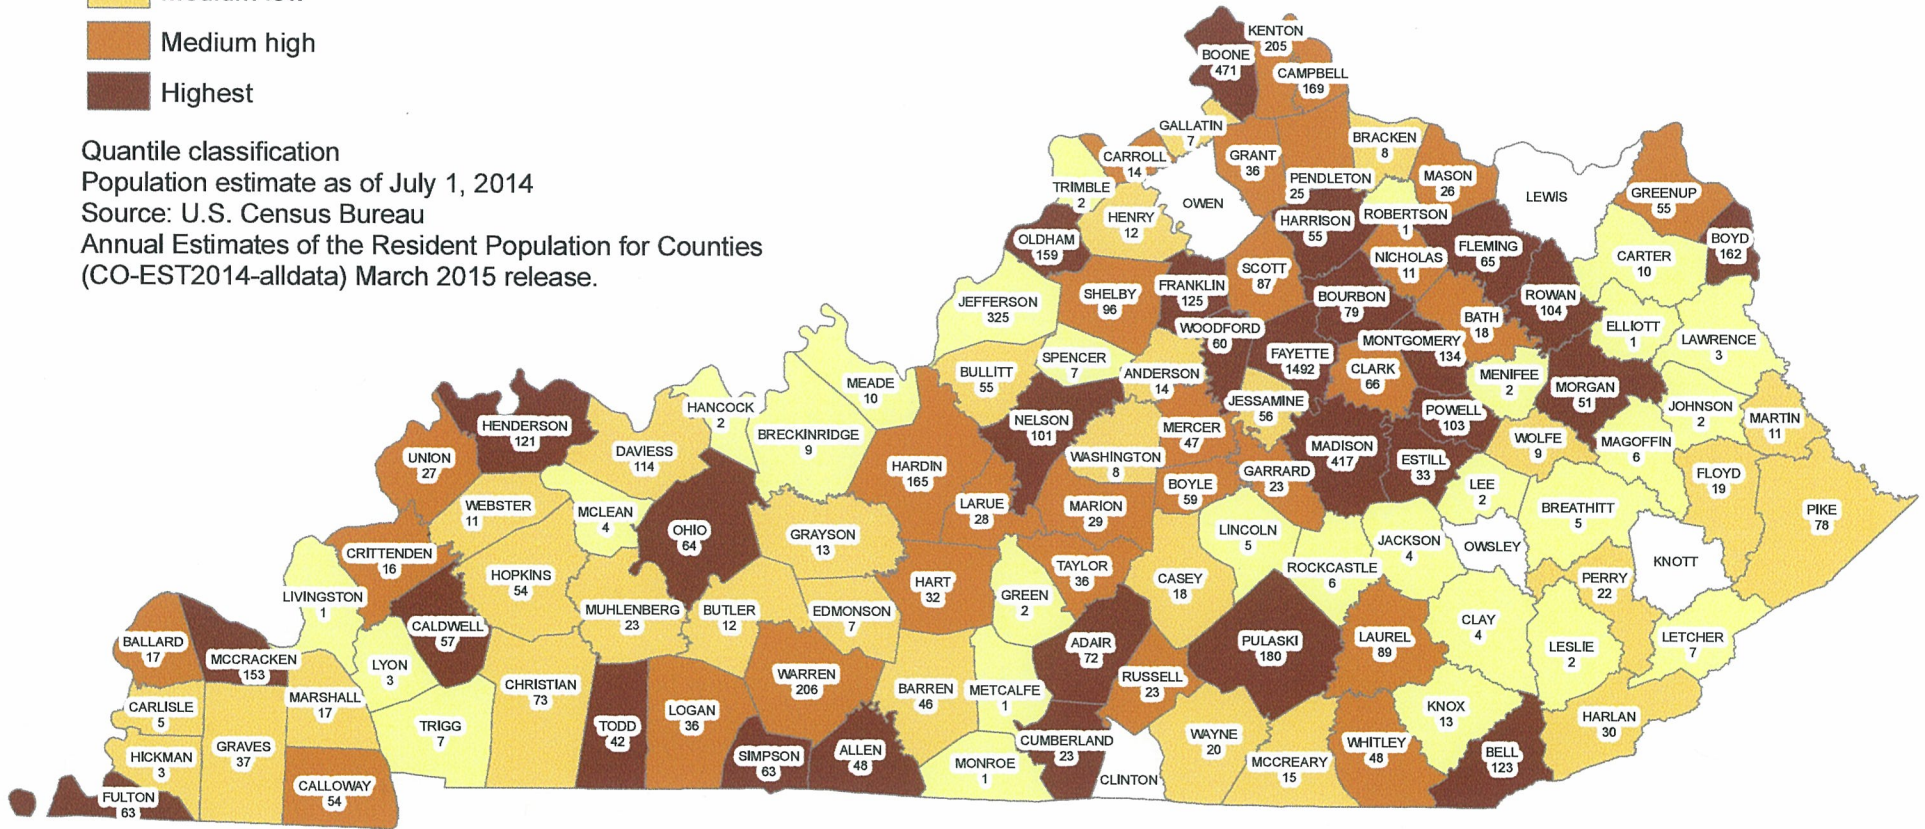 Medium low
Medium high
Highest
Quantile classification
Population estimate as of July 1, 2014
Source: U.S. Census Bureau
Annual Estimates of the Resident Population for Counties
(CO-EST2014-alldata) March 2015 release.
KENTON
205
BOONE
471
CAMPBELL
169
GALLATIN
7
BRACKEN
8
CARROLL
14
GRANT
36
PENDLETON
25
MASON
26
TRIMBLE
2
LEWIS
GREENUP
55
OWEN
HENRY
12
HARRISON
55
ROBERTSON
1
OLDHAM
159
FLEMING
65
BOYD
162
NICHOLAS
11
CARTER
10
SCOTT
87
FRANKLIN
125
SHELBY
96
JEFFERSON
325
BOURBON
79
ROWAN
104
BATH
18
ELLIOTT
1
WOODFORD
60
MONTGOMERY
134
LAWRENCE
3
FAYETTE
1492
SPENCER
7
CLARK
66
BULLITT
55
ANDERSON
14
MENIFEE
2
MORGAN
51
MEADE
10
HANCOCK
2
JESSAMINE
56
POWELL
103
JOHNSON
2
MARTIN
11
HENDERSON
121
NELSON
101
MERCER
47
BRECKINRIDGE
9
WOLFE
9
MAGOFFIN
6
DAVIESS
114
UNION
27
WASHINGTON
8
MADISON
417
ESTILL
33
HARDIN
165
GARRARD
23
FLOYD
19
BOYLE
59
LEE
2
WEBSTER
11
LARUE
28
MARION
29
MCLEAN
4
BREATHITT
5
PIKE
78
OHIO
64
GRAYSON
13
LINCOLN
5
JACKSON
4
OWSLEY
CRITTENDEN
16
KNOTT
TAYLOR
36
ROCKCASTLE
6
HOPKINS
54
HART
32
CASEY
18
PERRY
22
LIVINGSTON
1
GREEN
2
MUHLENBERG
23
BUTLER
12
EDMONSON
7
CALDWELL
57
CLAY
4
BALLARD
17
ADAIR
72
PULASKI
180
LAUREL
89
LETCHER
7
LESLIE
2
MCCRACKEN
153
LYON
3
WARREN
206
RUSSELL
23
CHRISTIAN
73
BARREN
46
METCALFE
1
MARSHALL
17
CARLISLE
5
KNOX
13
LOGAN
36
HARLAN
30
TODD
42
TRIGG
7
WAYNE
20
CUMBERLAND
23
WHITLEY
48
GRAVES
37
ALLEN
48
BELL
123
HICKMAN
3
SIMPSON
63
MONROE
1
MCCREARY
15
CLINTON
CALLOWAY
54
FULTON
63